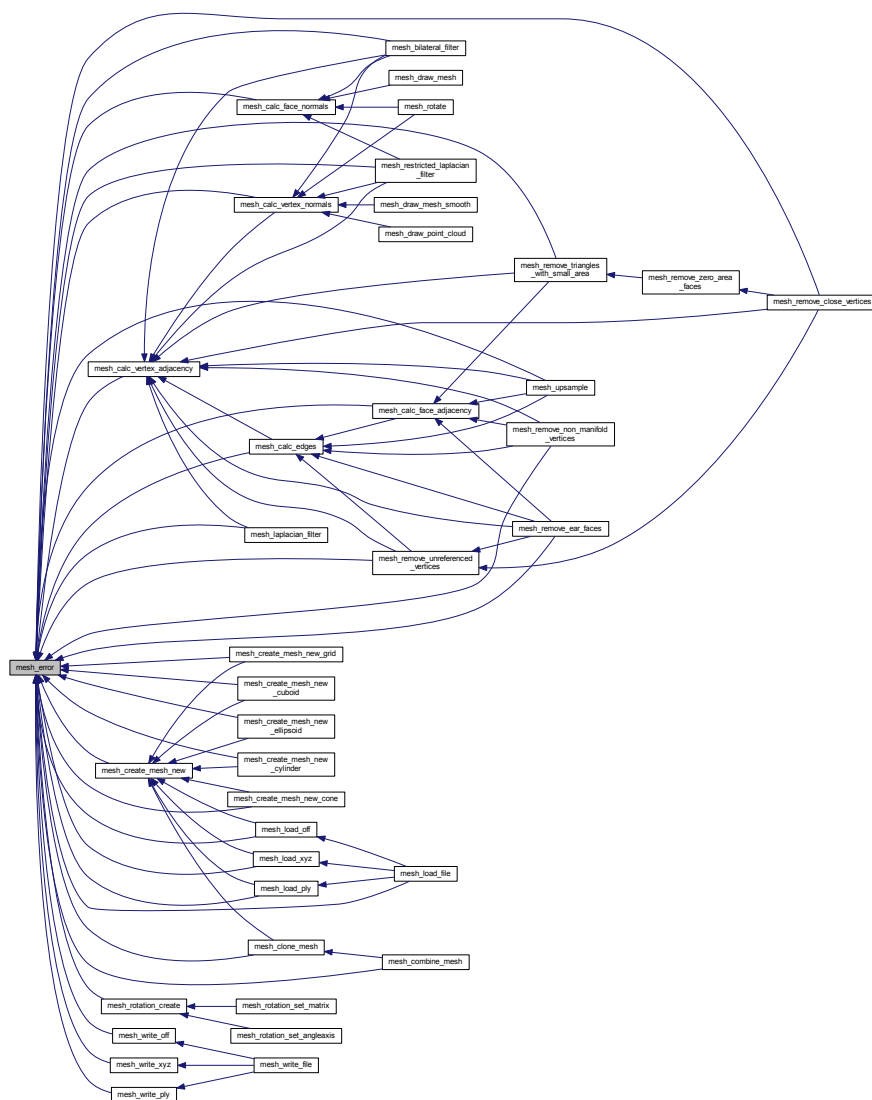 mesh_bilateral_filter
mesh_draw_mesh
mesh_calc_face_normals
mesh_rotate
mesh_restricted_laplacian
_filter
mesh_calc_vertex_normals
mesh_draw_mesh_smooth
mesh_draw_point_cloud
mesh_remove_triangles
_with_small_area
mesh_remove_zero_area
_faces
mesh_remove_close_vertices
mesh_calc_vertex_adjacency
mesh_upsample
mesh_calc_face_adjacency
mesh_remove_non_manifold
_vertices
mesh_calc_edges
mesh_remove_ear_faces
mesh_laplacian_filter
mesh_remove_unreferenced
_vertices
mesh_error
mesh_create_mesh_new_grid
mesh_create_mesh_new
_cuboid
mesh_create_mesh_new
_ellipsoid
mesh_create_mesh_new
mesh_create_mesh_new
_cylinder
mesh_create_mesh_new_cone
mesh_load_off
mesh_load_xyz
mesh_load_file
mesh_load_ply
mesh_clone_mesh
mesh_combine_mesh
mesh_rotation_create
mesh_rotation_set_matrix
mesh_rotation_set_angleaxis
mesh_write_off
mesh_write_xyz
mesh_write_file
mesh_write_ply